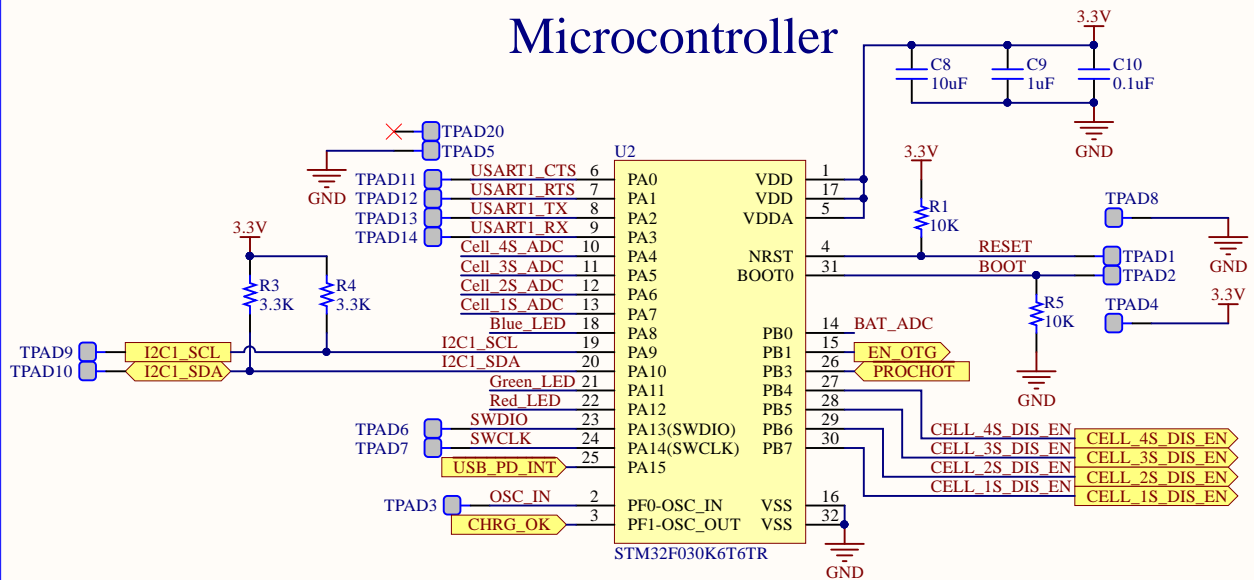 Microcontroller
3.3V
C8
10uF
C9
1uF
C10
0.1uF
GND
TPAD20
TPAD5
GND
U2
TPAD11 USART1_CTS 6 PA0
TPAD12 USART1_RTS 7 PA1
TPAD13 USART1_TX 8 PA2
TPAD14 USART1_RX 9 PA3
Cell_4S_ADC 10 PA4
Cell_3S_ADC 11 PA5
Cell_2S_ADC 12 PA6
Cell_1S_ADC 13 PA7
Blue_LED 18 PA8
3.3V
R3
3.3K
R4
3.3K
TPAD9 I2C1_SCL I2C1_SCL 19 PA9
TPAD10 I2C1_SDA I2C1_SDA 20 PA10
Green_LED 21 PA11
Red_LED 22 PA12
TPAD6 SWDIO 23 PA13(SWDIO)
TPAD7 SWCLK 24 PA14(SWCLK)
USB_PD_INT 25 PA15
TPAD3 OSC_IN 2 PF0-OSC_IN
CHRG_OK 3 PF1-OSC_OUT
VDD 1
VDD 17
VDDA 5
3.3V
R1
10K
NRST 4 RESET TPAD1
BOOT0 31 BOOT TPAD2
TPAD8
GND
R5
10K
GND
TPAD4
3.3V
PB0 14 BAT_ADC
PB1 15 EN_OTG
PB3 26 PROCHOT
PB4 27 CELL_4S_DIS_EN CELL_4S_DIS_EN
PB5 28 CELL_3S_DIS_EN CELL_3S_DIS_EN
PB6 29 CELL_2S_DIS_EN CELL_2S_DIS_EN
PB7 30 CELL_1S_DIS_EN CELL_1S_DIS_EN
VSS 16
VSS 32
GND
STM32F030K6T6TR